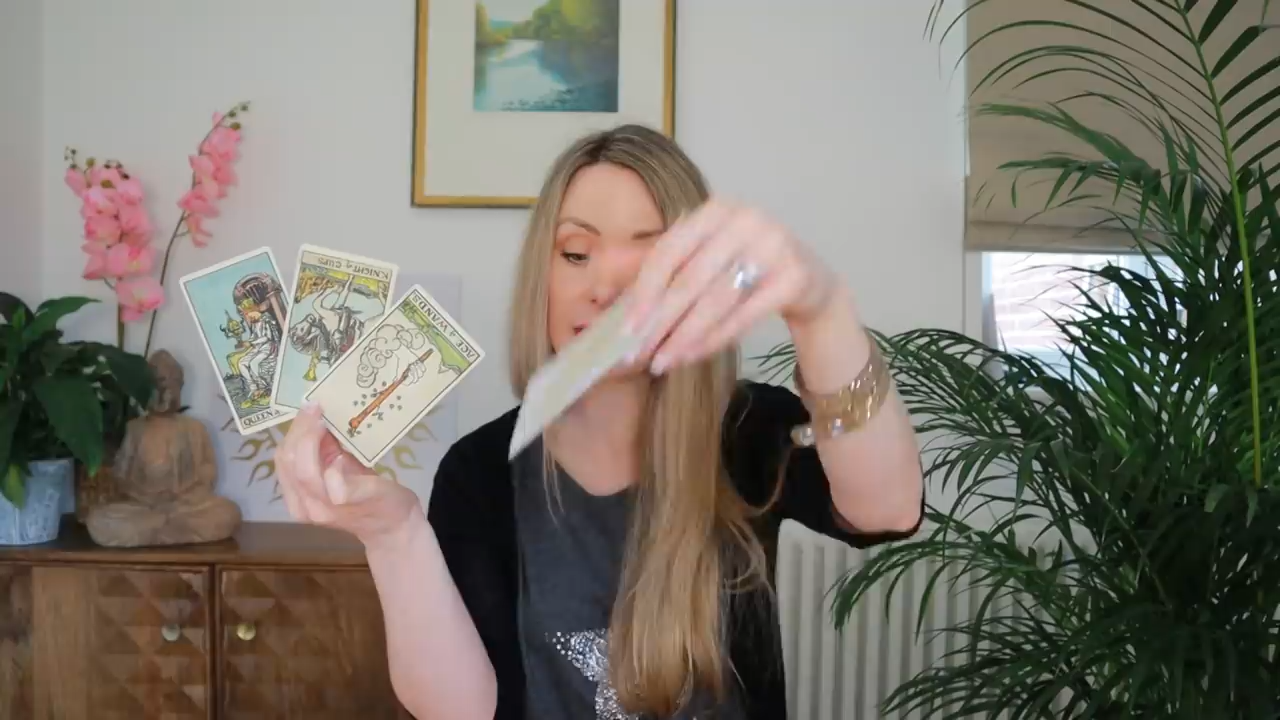 QUEEN
KNIGHT of CUPS.
ACE of WANDS.